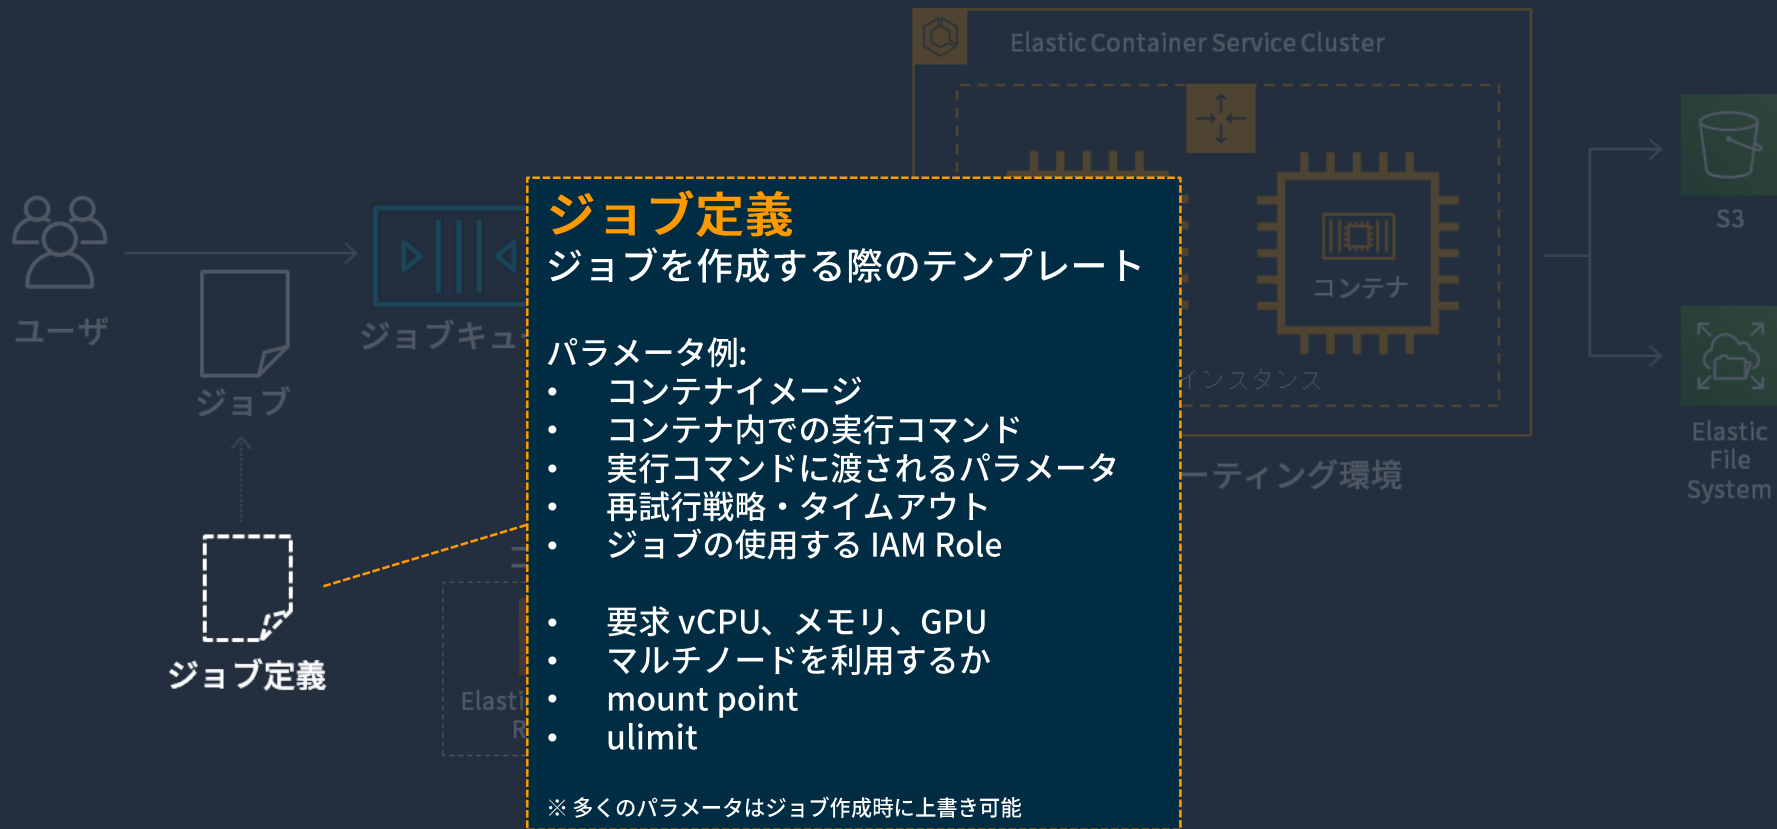 Elastic Container Service Cluster
S3
コンテナ
インスタンス
ユーザ
ジョブキュ
ジョブ
ーティング環境
Elastic
File
System
ジョブ定義
ジョブを作成する際のテンプレート
パラメータ例:
• コンテナイメージ
• コンテナ内での実行コマンド
• 実行コマンドに渡されるパラメータ
• 再試行戦略・タイムアウト
• ジョブの使用する IAM Role
• 要求 vCPU、メモリ、GPU
• マルチノードを利用するか
• mount point
• ulimit
※ 多くのパラメータはジョブ作成時に上書き可能
ジョブ定義
Elasti
R